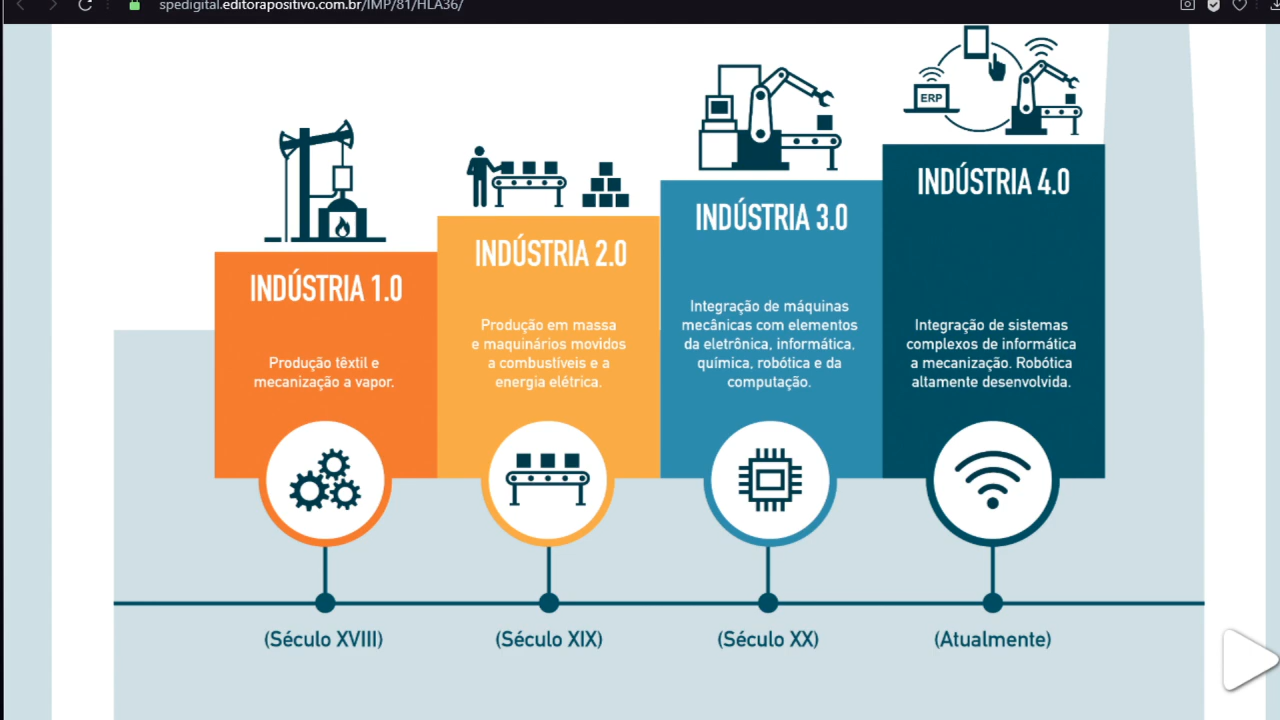 spedigital.editorapositivo.com.br/IMP/81/HLA36/
ERP
INDÚSTRIA 1.0
Produção têxtil e
mecanização a vapor.
(Século XVIII)
INDÚSTRIA 2.0
Produção em massa
e maquinários movidos
a combustíveis e a
energia elétrica.
(Século XIX)
INDÚSTRIA 3.0
Integração de máquinas
mecânicas com elementos
da eletrônica, informática,
química, robótica e da
computação.
(Século XX)
INDÚSTRIA 4.0
Integração de sistemas
complexos de informática
a mecanização. Robótica
altamente desenvolvida.
(Atualmente)